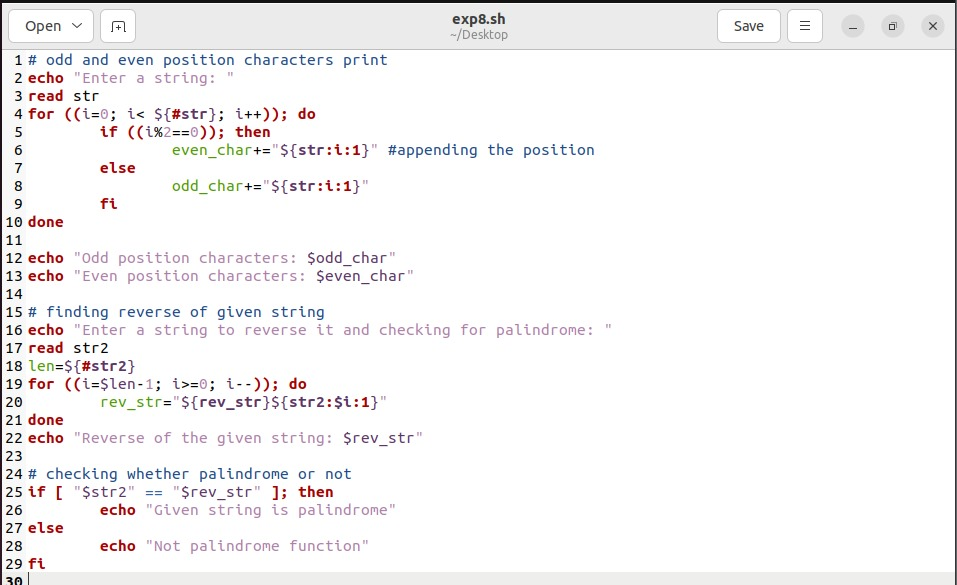 Open
exp8.sh
~/Desktop
Save
1 # odd and even position characters print
2 echo "Enter a string: "
3 read str
4 for ((i=0; i< ${#str}; i++)); do
5         if ((i%2==0)); then
6                 even_char+="${str:i:1}" #appending the position
7         else
8                 odd_char+="${str:i:1}"
9         fi
10 done
11
12 echo "Odd position characters: $odd_char"
13 echo "Even position characters: $even_char"
14
15 # finding reverse of given string
16 echo "Enter a string to reverse it and checking for palindrome: "
17 read str2
18 len=${#str2}
19 for ((i=$len-1; i>=0; i--)); do
20         rev_str="${rev_str}${str2:$i:1}"
21 done
22 echo "Reverse of the given string: $rev_str"
23
24 # checking whether palindrome or not
25 if [ "$str2" == "$rev_str" ]; then
26         echo "Given string is palindrome"
27 else
28         echo "Not palindrome function"
29 fi
30